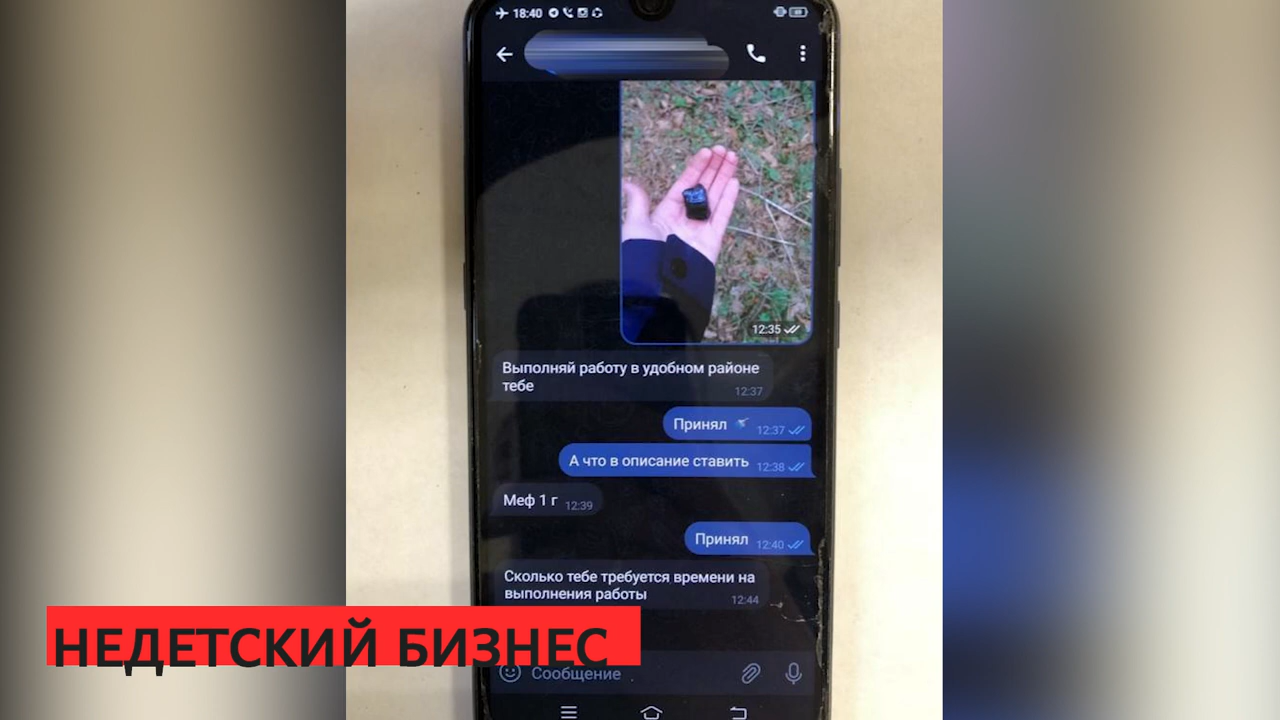 18:40
12:35
Выполняй работу в удобном районе
тебе
12:37
Принял 12:37
А что в описание ставить 12:38
Меф 1 г 12:39
Принял 12:40
Сколько тебе требуется времени на
выполнения работы
12:44
НЕДЕТСКИЙ БИЗНЕС
Сообщение